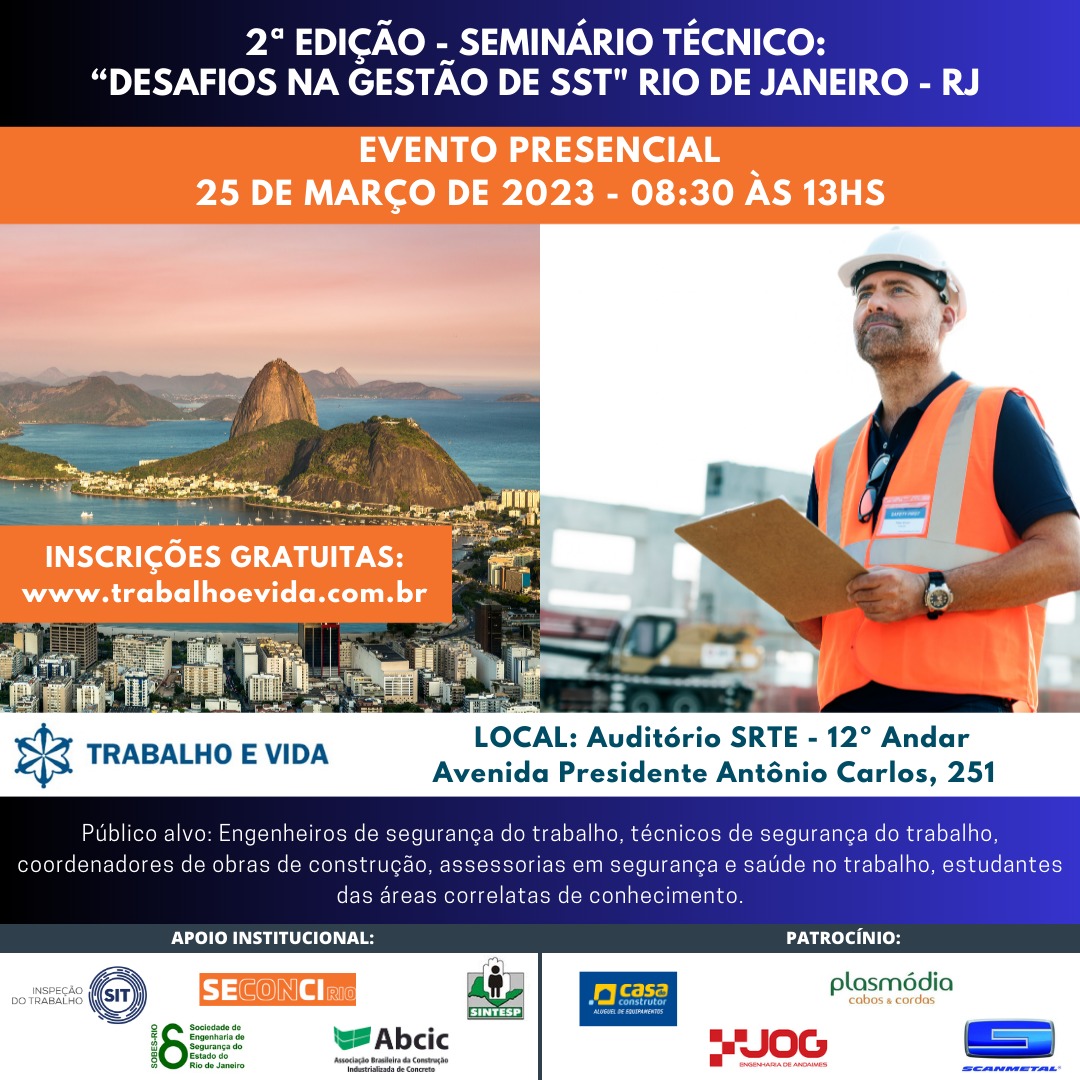 2ª EDIÇÃO - SEMINÁRIO TÉCNICO:
“DESAFIOS NA GESTÃO DE SST" RIO DE JANEIRO - RJ
EVENTO PRESENCIAL
25 DE MARÇO DE 2023 - 08:30 ÀS 13HS
INSCRIÇÕES GRATUITAS:
www.trabalhoevida.com.br
TRABALHO E VIDA
LOCAL: Auditório SRTE - 12º Andar
Avenida Presidente Antônio Carlos, 251
Público alvo: Engenheiros de segurança do trabalho, técnicos de segurança do trabalho,
coordenadores de obras de construção, assessorias em segurança e saúde no trabalho, estudantes
das áreas correlatas de conhecimento.
APOIO INSTITUCIONAL:
INSPEÇÃO
DO TRABALHO
SIT
SECONCI RIO
SINTESP
SOBES-RIO
Sociedade de
Engenharia de
Segurança do
Estado do
Rio de Janeiro
Abcic
Associação Brasileira da Construção
Industrializada de Concreto
PATROCÍNIO:
casa do
construtor
ALUGUEL DE EQUIPAMENTOS
plasmódia
cabos & cordas
JOG
ENGENHARIA DE ANDAIMES
SCANMETAL